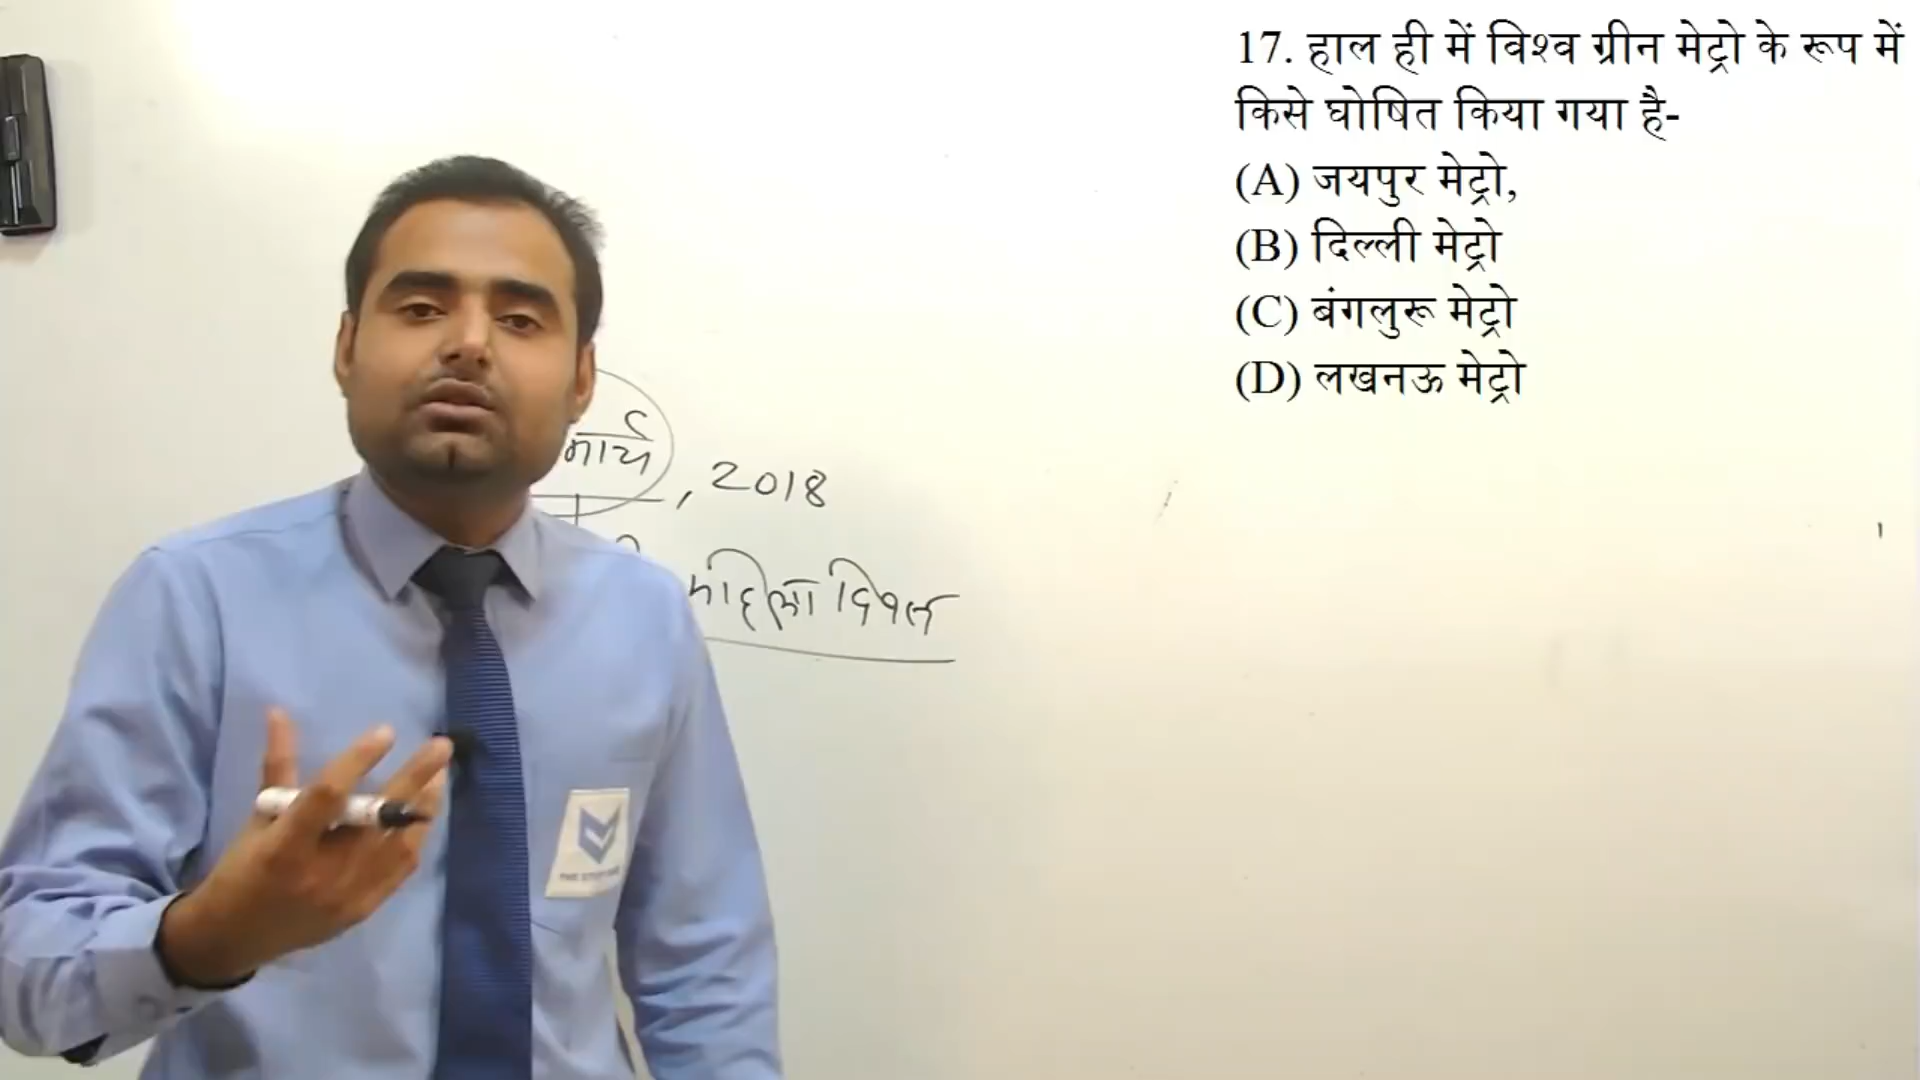 17. हाल ही में विश्व ग्रीन मेट्रो के रूप में
किसे घोषित किया गया है-
(A) जयपुर मेट्रो,
(B) दिल्ली मेट्रो
(C) बंगलुरू मेट्रो
(D) लखनऊ मेट्रो
मार्च, 2018
महिला दिवस